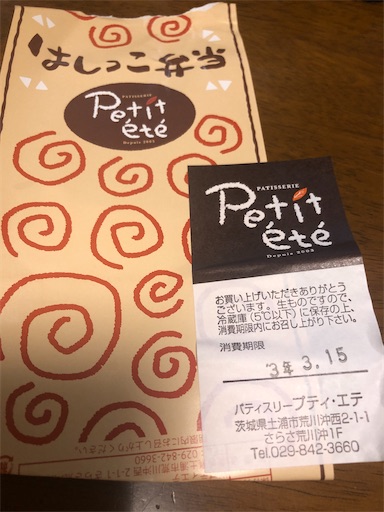 はしっこ弁当
PATISSERIE
Petit
été
Depuis 2003
PATISSERIE
Petit
été
Depuis 2003
お買い上げいただきありがとう
ございます。生ものですので、
冷蔵庫(5℃以下)に保存の上、
消費期限内にお召し上がり下さい。
消費期限
3年 3.15
パティスリープティ・エテ
茨城県土浦市荒川沖西2-1-1
さらさ荒川沖1F
Tel.029-842-3660